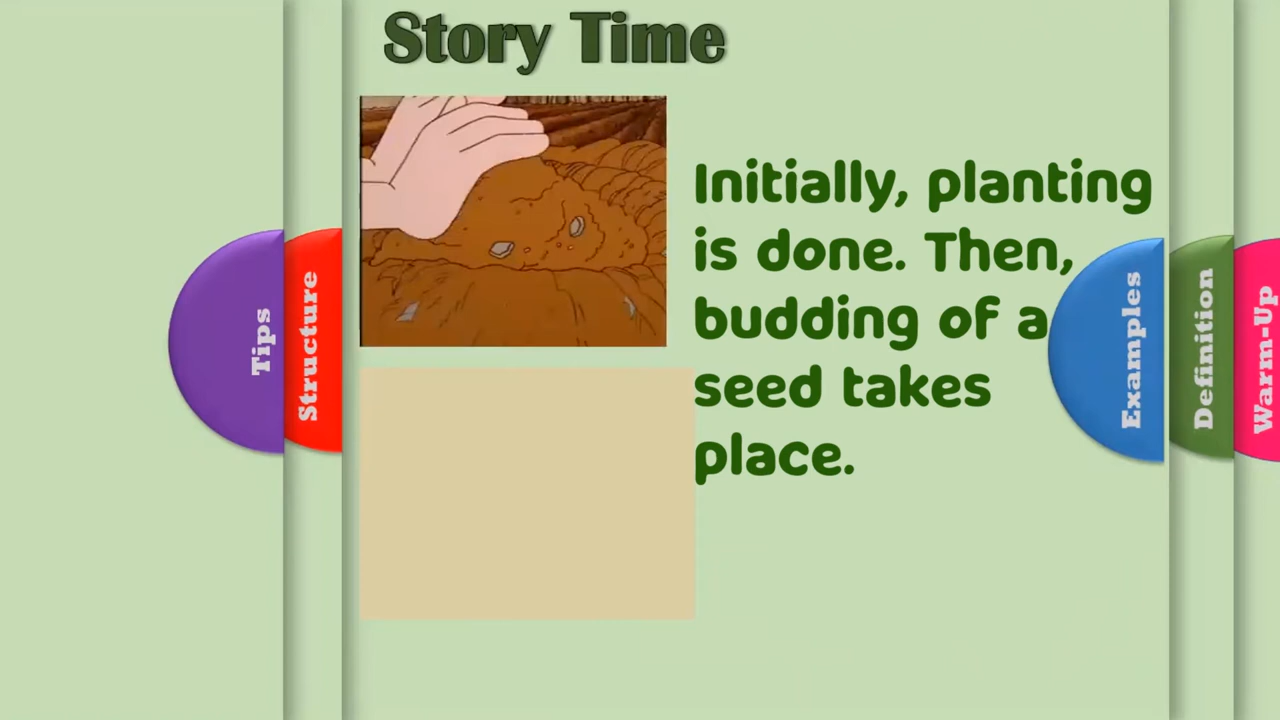 Story Time
Initially, planting
is done. Then,
budding of a
seed takes
place.
Tips
Structure
Examples
Definition
Warm-Up